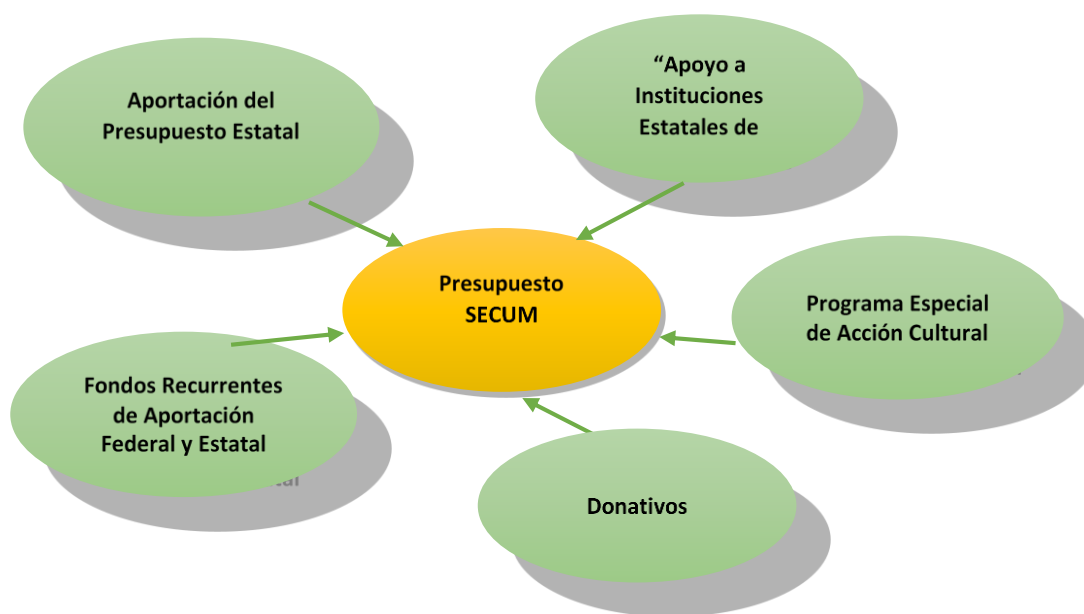 Aportación del
Presupuesto Estatal
“Apoyo a
Instituciones
Estatales de
Presupuesto
SECUM
Programa Especial
de Acción Cultural
Fondos Recurrentes
de Aportación
Federal y Estatal
Donativos